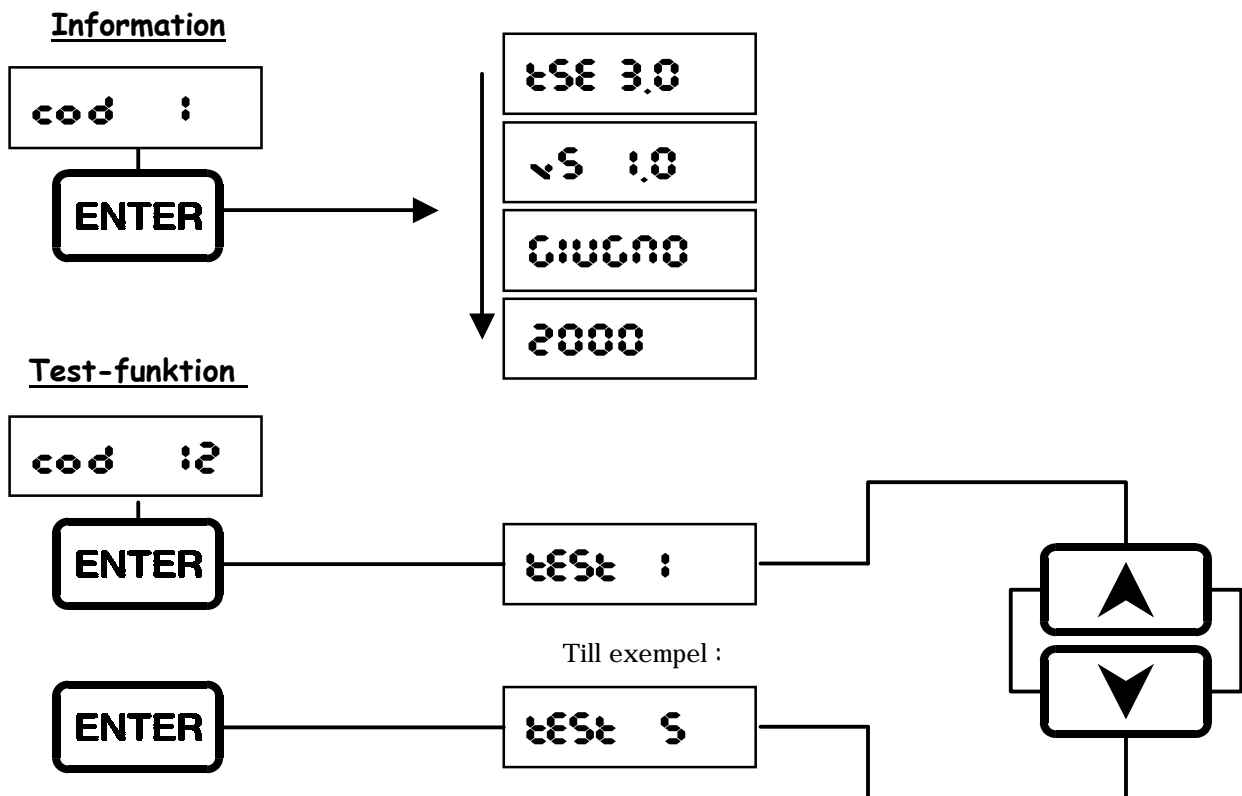 Information
cod 1
ENTER
tSE 3.0
vS 1.0
GIUGNO
2000
Test-funktion
cod 12
ENTER
tESt 1
Till exempel :
ENTER
tESt 5